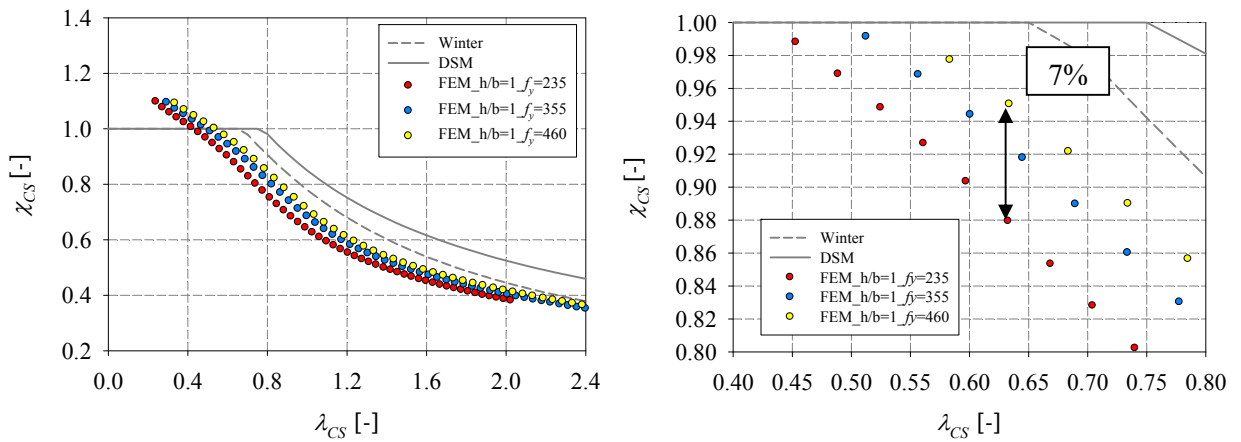 1.4
1.2
1.0
0.8
0.6
0.4
0.2
χCS [-]
0.0 0.4 0.8 1.2 1.6 2.0 2.4
λCS [-]
Winter
DSM
FEM_h/b=1_fy=235
FEM_h/b=1_fy=355
FEM_h/b=1_fy=460
1.00
0.98
0.96
0.94
0.92
0.90
0.88
0.86
0.84
0.82
0.80
χCS [-]
0.40 0.45 0.50 0.55 0.60 0.65 0.70 0.75 0.80
λCS [-]
7%
Winter
DSM
FEM_h/b=1_fy=235
FEM_h/b=1_fy=355
FEM_h/b=1_fy=460